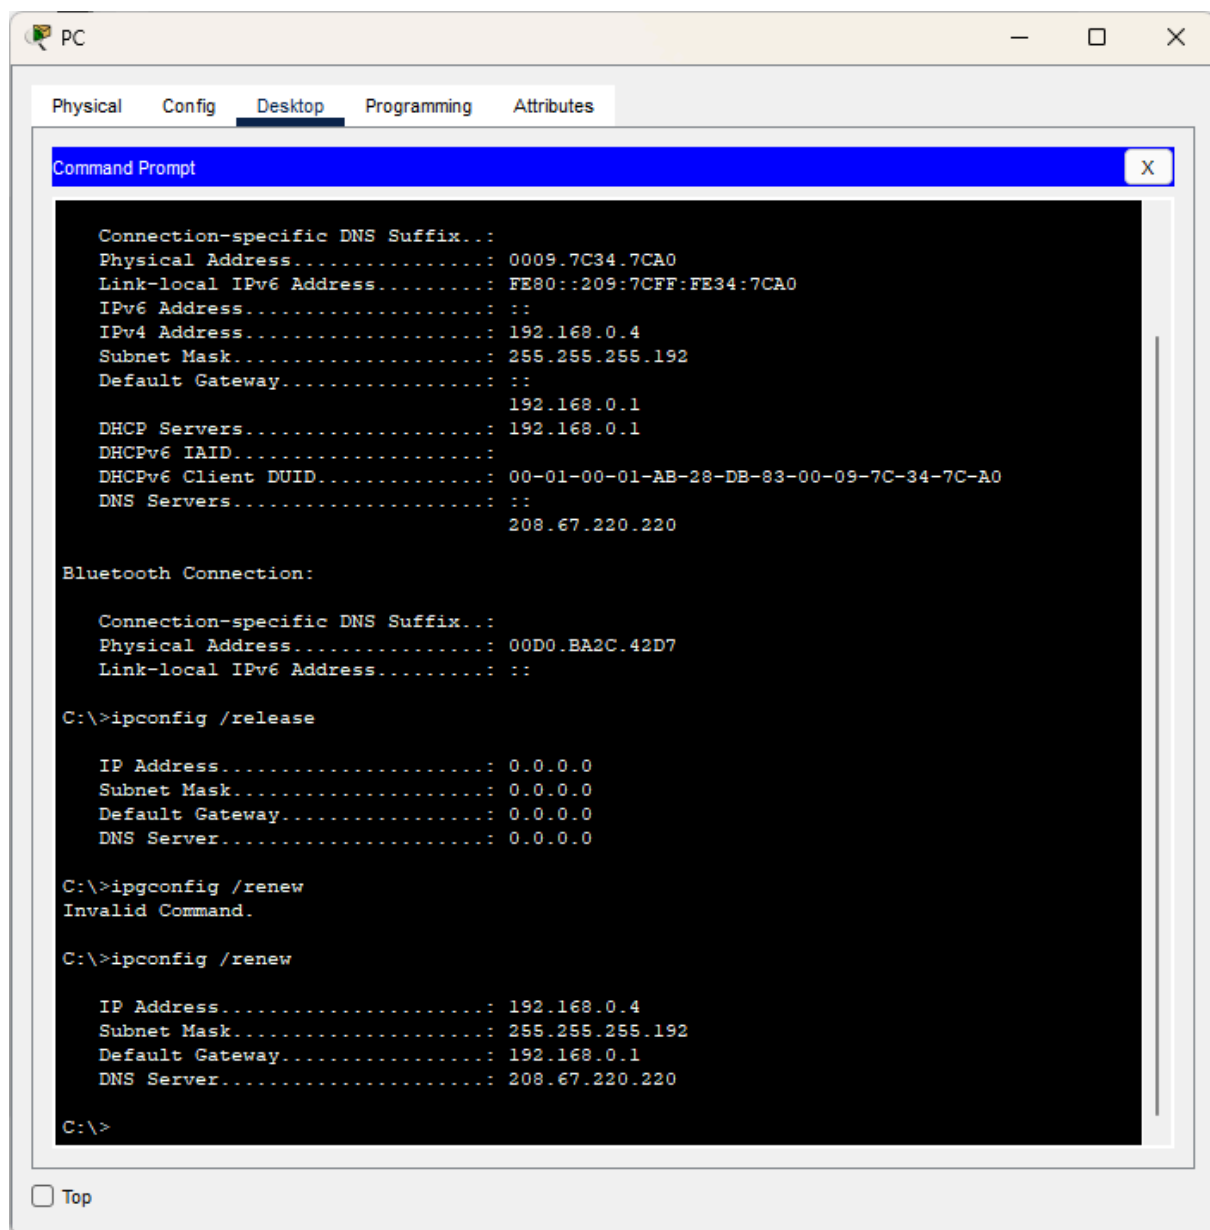 PC
Physical Config Desktop Programming Attributes
Command Prompt X
Connection-specific DNS Suffix..:
Physical Address................: 0009.7C34.7CA0
Link-local IPv6 Address.........: FE80::209:7CFF:FE34:7CA0
IPv6 Address....................: ::
IPv4 Address....................: 192.168.0.4
Subnet Mask.....................: 255.255.255.192
Default Gateway.................: ::
192.168.0.1
DHCP Servers....................: 192.168.0.1
DHCPv6 IAID.....................:
DHCPv6 Client DUID..............: 00-01-00-01-AB-28-DB-83-00-09-7C-34-7C-A0
DNS Servers.....................: ::
208.67.220.220
Bluetooth Connection:
Connection-specific DNS Suffix..:
Physical Address................: 00D0.BA2C.42D7
Link-local IPv6 Address.........: ::
C:\>ipconfig /release
IP Address......................: 0.0.0.0
Subnet Mask.....................: 0.0.0.0
Default Gateway.................: 0.0.0.0
DNS Server......................: 0.0.0.0
C:\>ipgconfig /renew
Invalid Command.
C:\>ipconfig /renew
IP Address......................: 192.168.0.4
Subnet Mask.....................: 255.255.255.192
Default Gateway.................: 192.168.0.1
DNS Server......................: 208.67.220.220
C:\>
Top